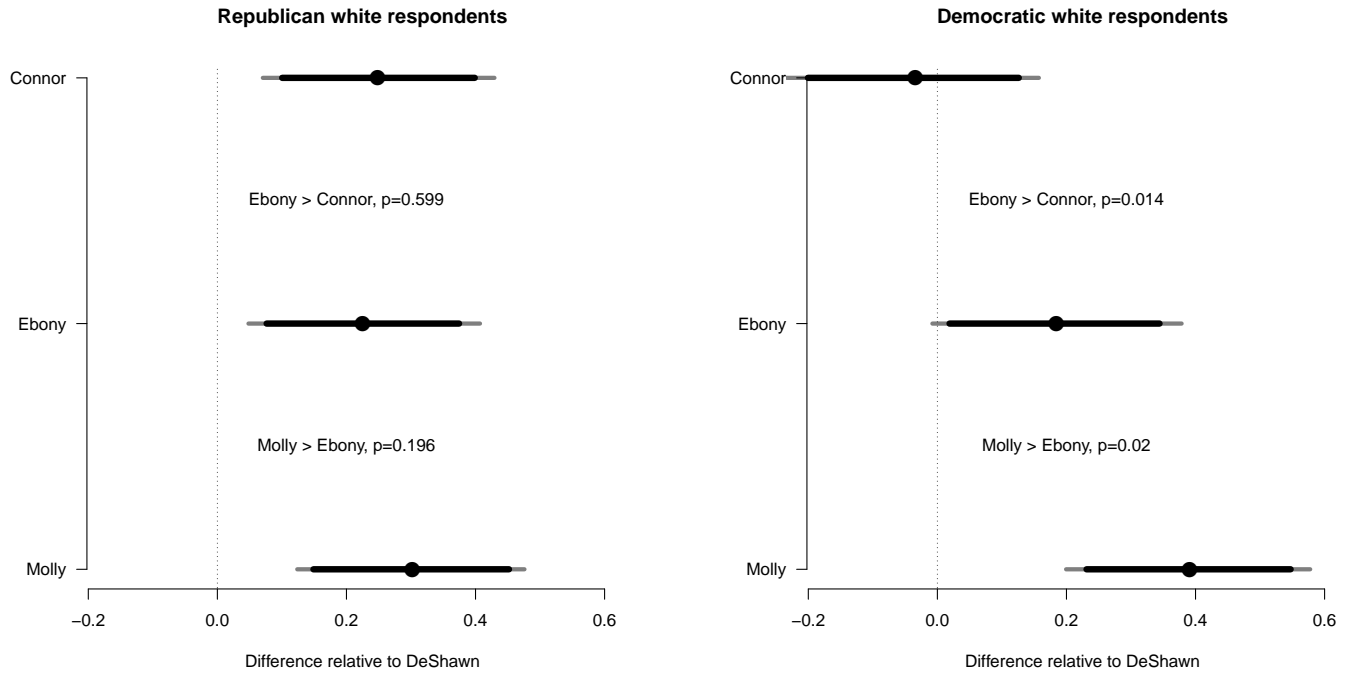 Republican white respondents
Connor
Ebony > Connor, p=0.599
Ebony
Molly > Ebony, p=0.196
Molly
−0.2 0.0 0.2 0.4 0.6
Difference relative to DeShawn
Democratic white respondents
Connor
Ebony > Connor, p=0.014
Ebony
Molly > Ebony, p=0.02
Molly
−0.2 0.0 0.2 0.4 0.6
Difference relative to DeShawn